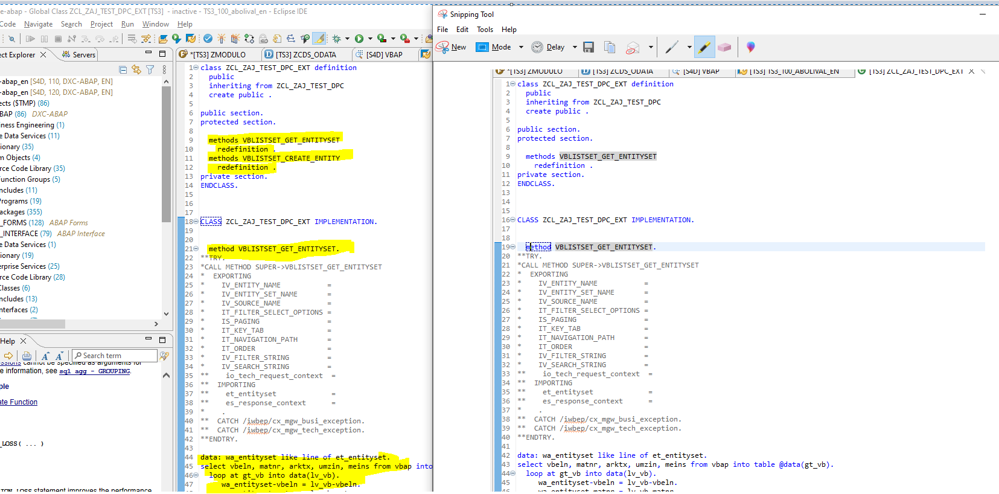 e-abap - Global Class ZCL_ZAJ_TEST_DPC_EXT [TS3] - inactive - TS3_100_abolival_en - Eclipse IDE
Code Navigate Search Project Run Window Help
ect Explorer Servers
-abap_en [S4D, 110, DXC-ABAP, EN]
-abap_en [S4D, 120, DXC-ABAP, EN]
ects ($TMP) (86)
BAP (86) DXC-ABAP
iness Engineering (1)
e Data Services (11)
ionary (35)
m Objects (4)
rce Code Library (35)
Function Groups (5)
ncludes (11)
Programs (19)
ackages (355)
_FORMS (128) ABAP Forms
_INTERFACE (79) ABAP Interface
e Data Services (1)
ionary (19)
erprise Services (25)
rce Code Library (28)
Classes (6)
ncludes (13)
nterfaces (2)
Help
Search term
essions cannot be specified as arguments for
e information, see sql_agg - GROUPING.
ple
ate Function
_LOSS( ... )
ION_LOSS statement improves the performance
*[TS3] ZMODULO [TS3] ZCDS_ODATA [S4D] VBAP
1 class ZCL_ZAJ_TEST_DPC_EXT definition
2 public
3 inheriting from ZCL_ZAJ_TEST_DPC
4 create public .
5
6 public section.
7 protected section.
8
9 methods VBLISTSET_GET_ENTITYSET
10 redefinition .
11 methods VBLISTSET_CREATE_ENTITY
12 redefinition .
13 private section.
14 ENDCLASS.
15
16
17
18 CLASS ZCL_ZAJ_TEST_DPC_EXT IMPLEMENTATION.
19
20
21 method VBLISTSET_GET_ENTITYSET.
22 **TRY.
23 *CALL METHOD SUPER->VBLISTSET_GET_ENTITYSET
24 * EXPORTING
25 * IV_ENTITY_NAME =
26 * IV_ENTITY_SET_NAME =
27 * IV_SOURCE_NAME =
28 * IT_FILTER_SELECT_OPTIONS =
29 * IS_PAGING =
30 * IT_KEY_TAB =
31 * IT_NAVIGATION_PATH =
32 * IT_ORDER =
33 * IV_FILTER_STRING =
34 * IV_SEARCH_STRING =
35 ** io_tech_request_context =
36 ** IMPORTING
37 ** et_entityset =
38 ** es_response_context =
39 * .
40 ** CATCH /iwbep/cx_mgw_busi_exception.
41 ** CATCH /iwbep/cx_mgw_tech_exception.
42 **ENDTRY.
43
44 data: wa_entityset like line of et_entityset.
45 select vbeln, matnr, arktx, umzin, meins from vbap into
46 loop at gt_vb into data(lv_vb).
47 wa_entityset-vbeln = lv_vb-vbeln.
Snipping Tool
File Edit Tools Help
New Mode Delay
*[TS3] ZMODULO [TS3] ZCDS_ODATA [S4D] VBAP [TS3] TS3_100_ABOLIVAL_EN [TS3] ZCL_ZAJ_TEST_DPC_EXT
1 class ZCL_ZAJ_TEST_DPC_EXT definition
2 public
3 inheriting from ZCL_ZAJ_TEST_DPC
4 create public .
5
6 public section.
7 protected section.
8
9 methods VBLISTSET_GET_ENTITYSET
10 redefinition .
11 private section.
12 ENDCLASS.
13
14
15
16 CLASS ZCL_ZAJ_TEST_DPC_EXT IMPLEMENTATION.
17
18
19 method VBLISTSET_GET_ENTITYSET.
20 **TRY.
21 *CALL METHOD SUPER->VBLISTSET_GET_ENTITYSET
22 * EXPORTING
23 * IV_ENTITY_NAME =
24 * IV_ENTITY_SET_NAME =
25 * IV_SOURCE_NAME =
26 * IT_FILTER_SELECT_OPTIONS =
27 * IS_PAGING =
28 * IT_KEY_TAB =
29 * IT_NAVIGATION_PATH =
30 * IT_ORDER =
31 * IV_FILTER_STRING =
32 * IV_SEARCH_STRING =
33 ** io_tech_request_context =
34 ** IMPORTING
35 ** et_entityset =
36 ** es_response_context =
37 * .
38 ** CATCH /iwbep/cx_mgw_busi_exception.
39 ** CATCH /iwbep/cx_mgw_tech_exception.
40 **ENDTRY.
41
42 data: wa_entityset like line of et_entityset.
43 select vbeln, matnr, arktx, umzin, meins from vbap into table @data(gt_vb).
44 loop at gt_vb into data(lv_vb).
45 wa_entityset-vbeln = lv_vb-vbeln.